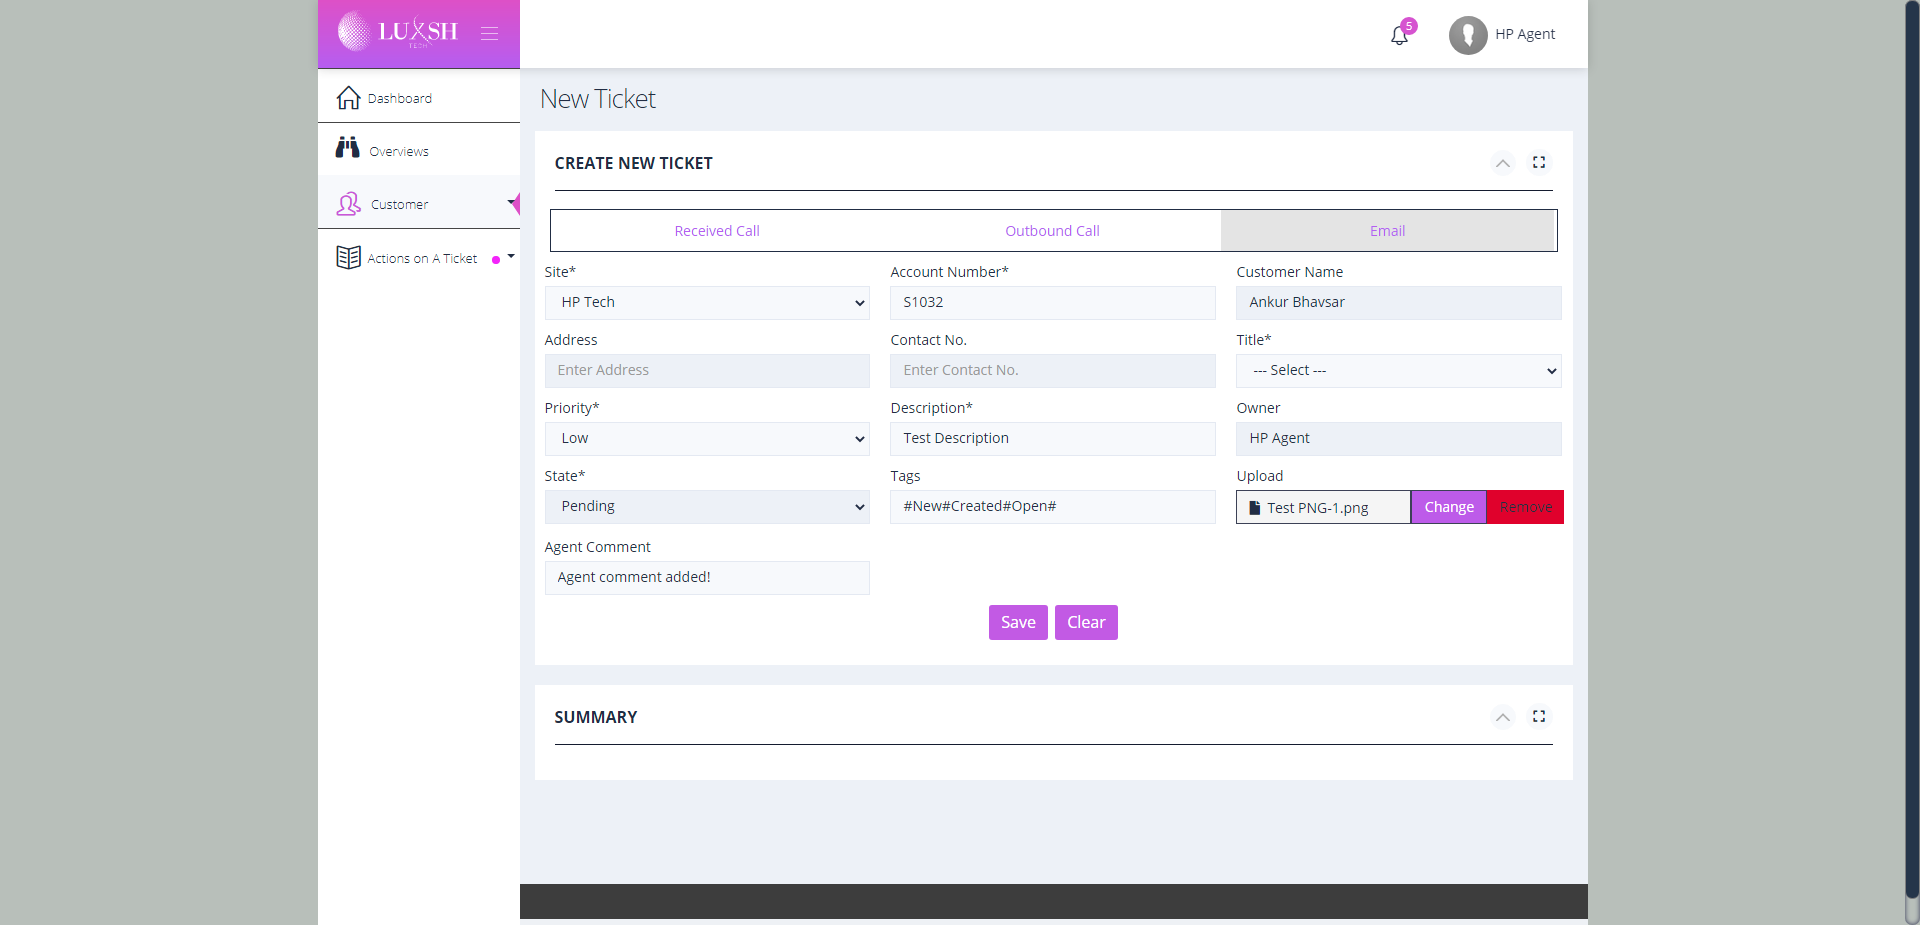 LUXSH
TECH
5
HP Agent
Dashboard
Overviews
Customer
Actions on A Ticket
New Ticket
CREATE NEW TICKET
Received Call
Outbound Call
Email
Site*
Account Number*
Customer Name
HP Tech
S1032
Ankur Bhavsar
Address
Contact No.
Title*
Enter Address
Enter Contact No.
--- Select ---
Priority*
Description*
Owner
Low
Test Description
HP Agent
State*
Tags
Upload
Pending
#New#Created#Open#
Test PNG-1.png
Change
Remove
Agent Comment
Agent comment added!
Save
Clear
SUMMARY